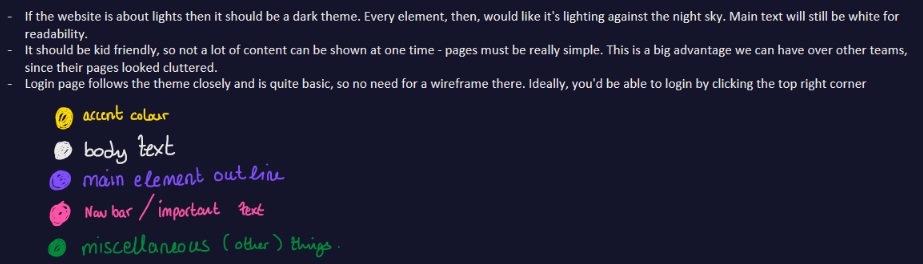 - If the website is about lights then it should be a dark theme. Every element, then, would like it's lighting against the night sky. Main text will still be white for
readability.
- It should be kid friendly, so not a lot of content can be shown at one time - pages must be really simple. This is a big advantage we can have over other teams,
since their pages looked cluttered.
- Login page follows the theme closely and is quite basic, so no need for a wireframe there. Ideally, you'd be able to login by clicking the top right corner
accent colour
body text
main element outline
Nav bar / important text
miscellaneous (other) things.